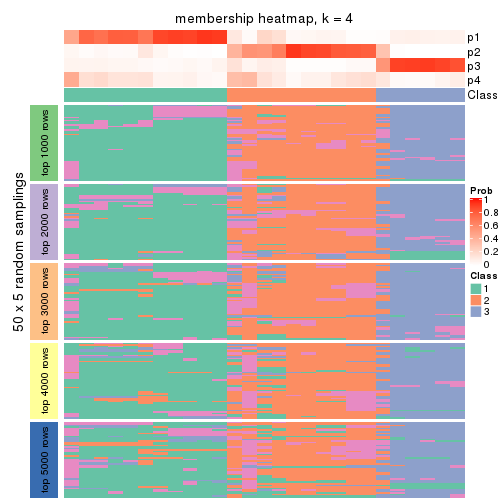 membership heatmap, k = 4
p1
p2
p3
p4
Class
50 x 5 random samplings
top 1000 rows
top 2000 rows
top 3000 rows
top 4000 rows
top 5000 rows
Prob
1
0.8
0.6
0.4
0.2
0
Class
1
2
3